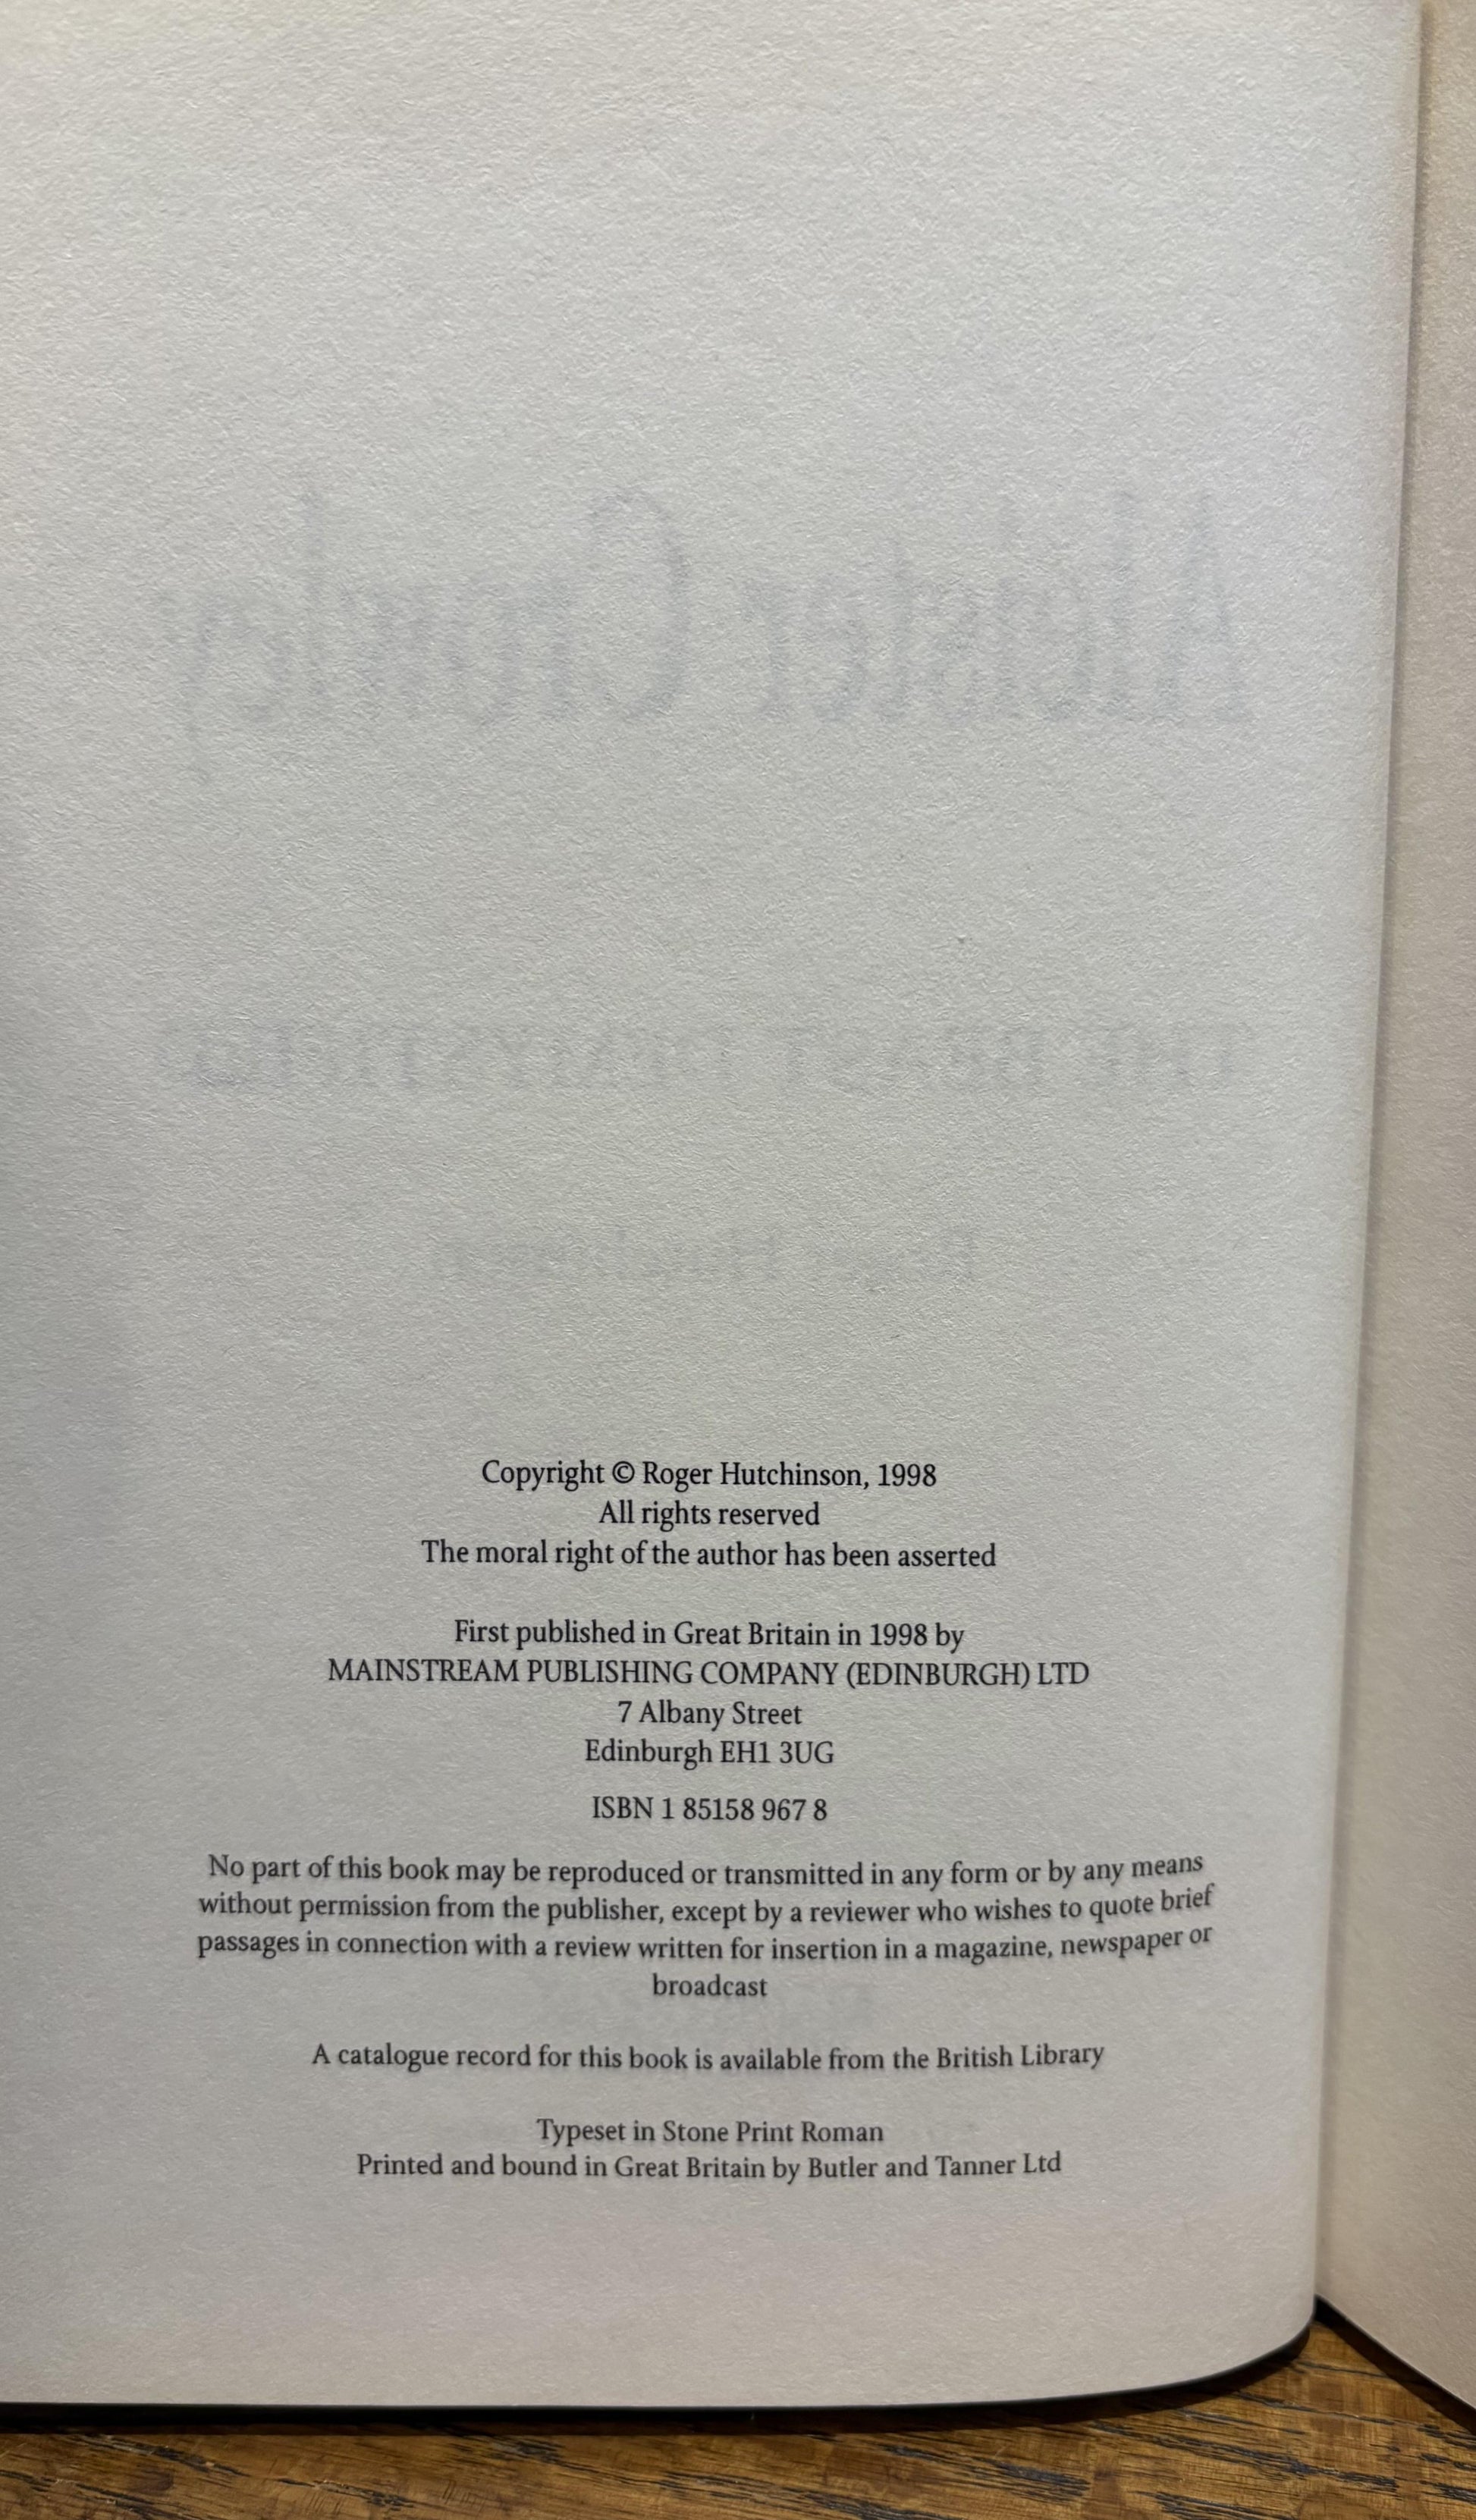 Copyright © Roger Hutchinson, 1998
All rights reserved
The moral right of the author has been asserted
First published in Great Britain in 1998 by
MAINSTREAM PUBLISHING COMPANY (EDINBURGH) LTD
7 Albany Street
Edinburgh EH1 3UG
ISBN 1 85158 967 8
No part of this book may be reproduced or transmitted in any form or by any means
without permission from the publisher, except by a reviewer who wishes to quote brief
passages in connection with a review written for insertion in a magazine, newspaper or
broadcast
A catalogue record for this book is available from the British Library
Typeset in Stone Print Roman
Printed and bound in Great Britain by Butler and Tanner Ltd